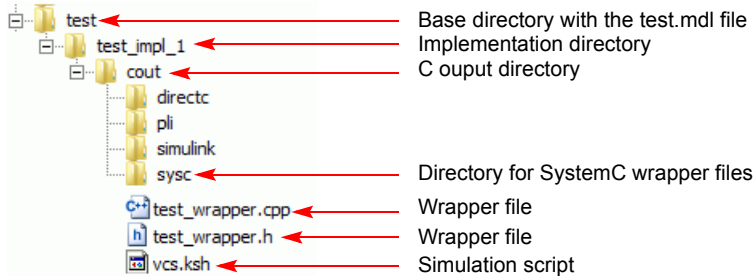 test Base directory with the test.mdl file
test_impl_1 Implementation directory
cout C ouput directory
directc
pli
simulink
sysc Directory for SystemC wrapper files
C++ test_wrapper.cpp Wrapper file
h test_wrapper.h Wrapper file
vcs.ksh Simulation script